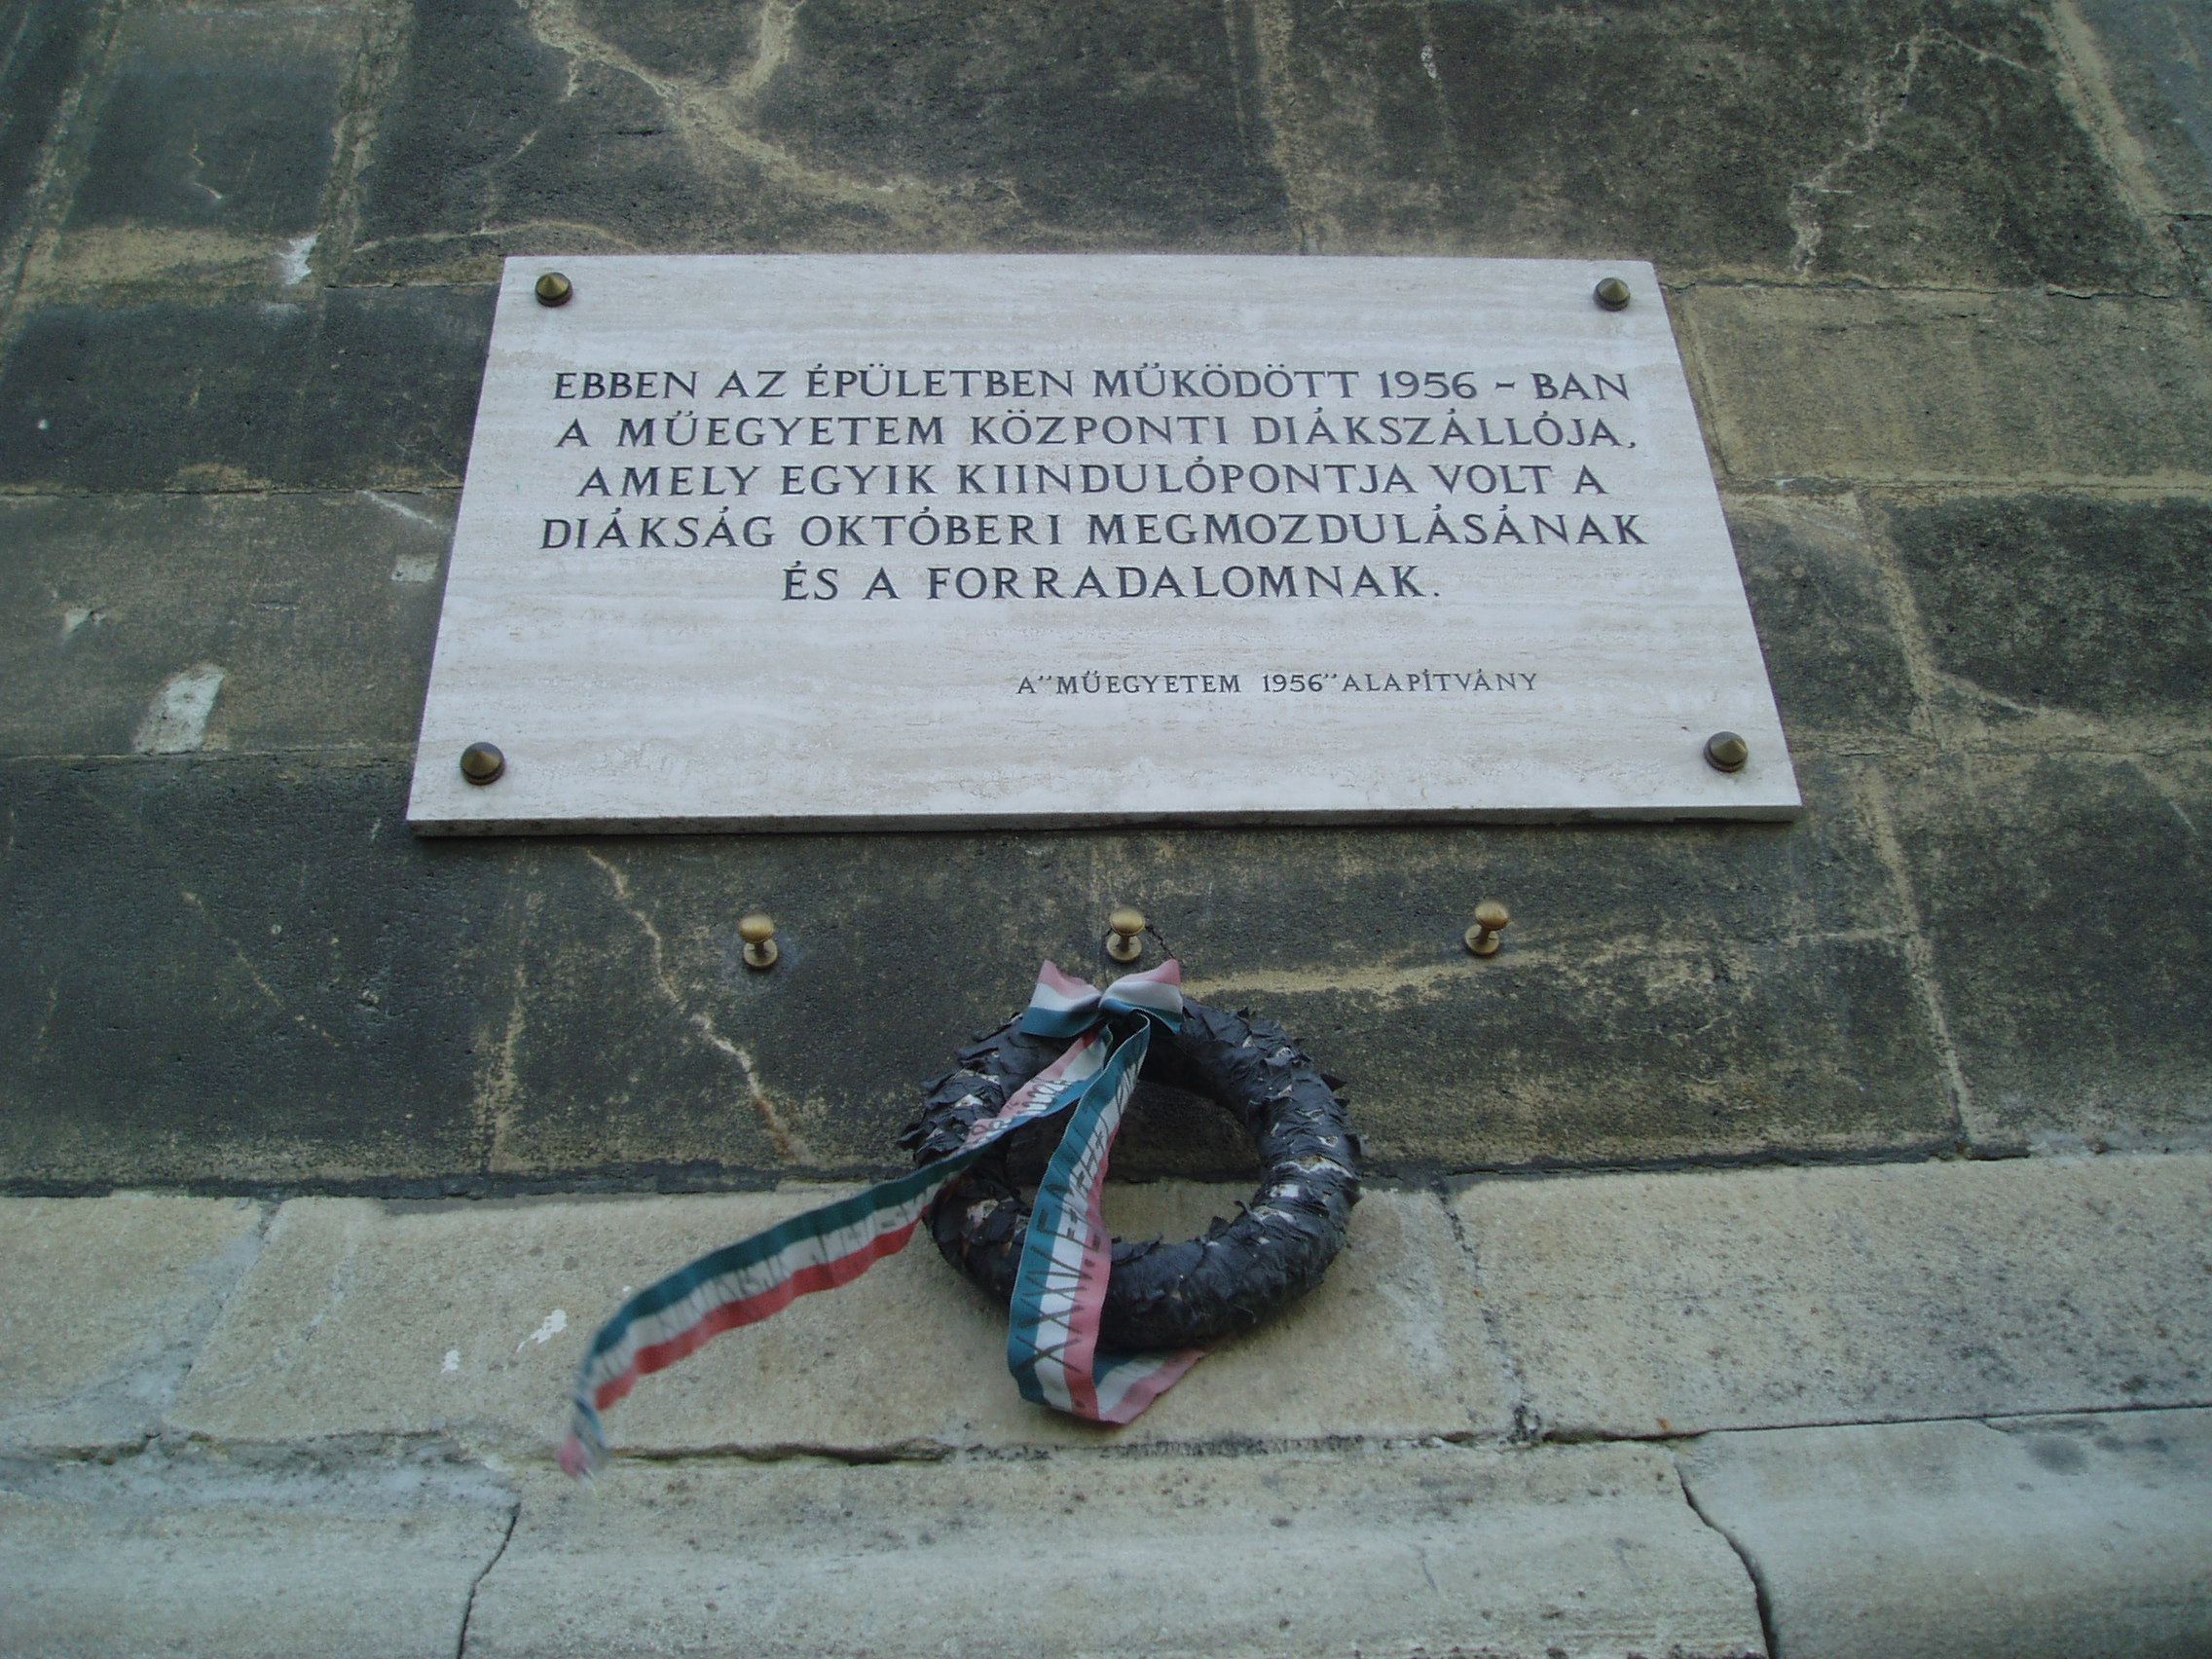 EBBEN AZ ÉPÜLETBEN MŰKÖDÖTT 1956 - BAN
A MŰEGYETEM KÖZPONTI DIÁKSZÁLLÓJA,
AMELY EGYIK KIINDULÓPONTJA VOLT A
DIÁKSÁG OKTÓBERI MEGMOZDULÁSÁNAK
ÉS A FORRADALOMNAK.
A"MŰEGYETEM 1956"ALAPÍTVÁNY